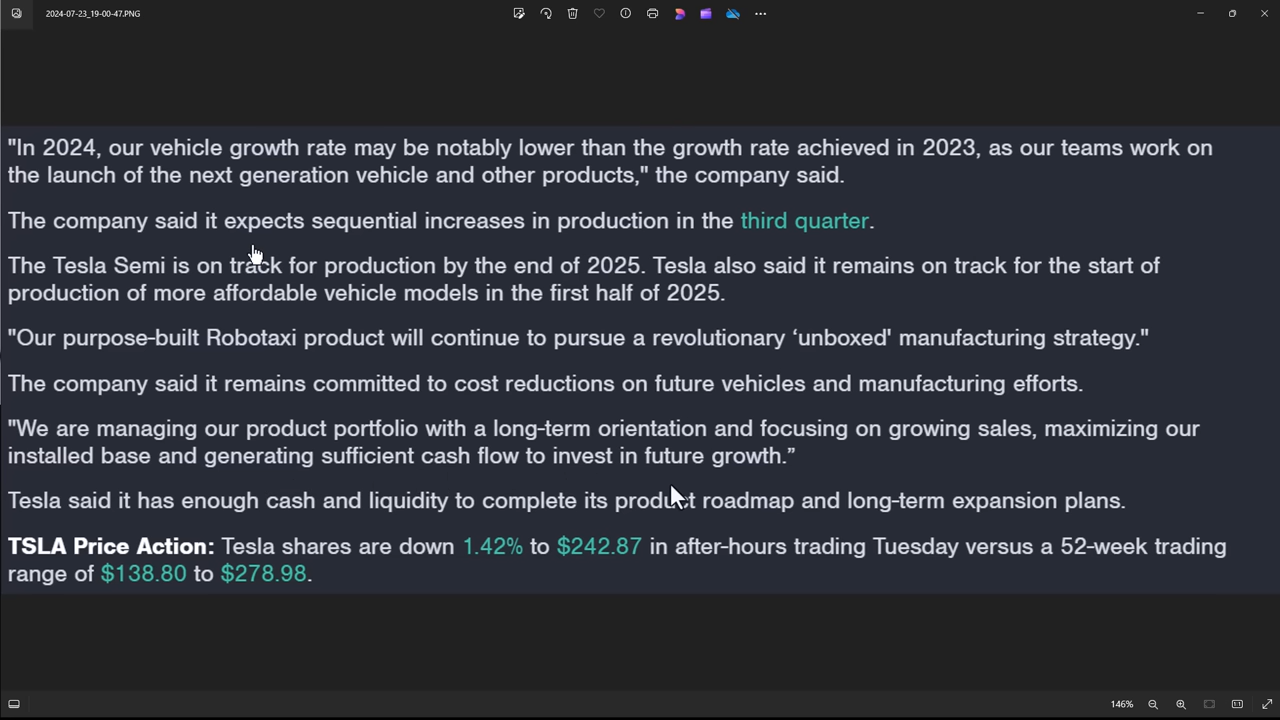 2024-07-23_19-00-47.PNG
"In 2024, our vehicle growth rate may be notably lower than the growth rate achieved in 2023, as our teams work on
the launch of the next generation vehicle and other products," the company said.
The company said it expects sequential increases in production in the third quarter.
The Tesla Semi is on track for production by the end of 2025. Tesla also said it remains on track for the start of
production of more affordable vehicle models in the first half of 2025.
"Our purpose-built Robotaxi product will continue to pursue a revolutionary ‘unboxed' manufacturing strategy."
The company said it remains committed to cost reductions on future vehicles and manufacturing efforts.
"We are managing our product portfolio with a long-term orientation and focusing on growing sales, maximizing our
installed base and generating sufficient cash flow to invest in future growth.”
Tesla said it has enough cash and liquidity to complete its product roadmap and long-term expansion plans.
TSLA Price Action: Tesla shares are down 1.42% to $242.87 in after-hours trading Tuesday versus a 52-week trading
range of $138.80 to $278.98.
146%